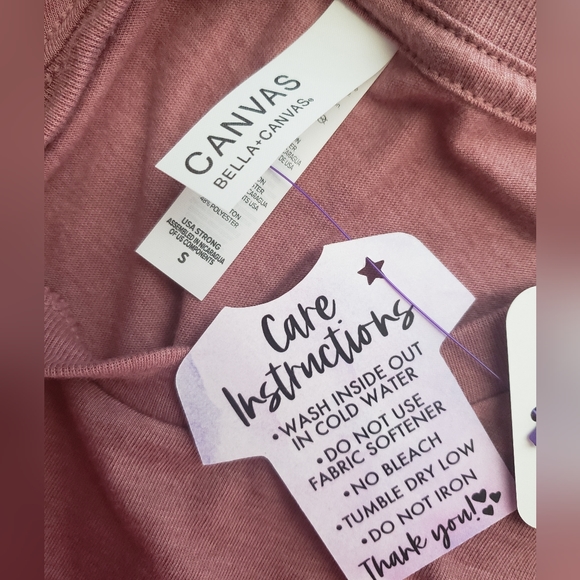 CANVAS
BELLA+CANVAS®
POLYESTER
USA STRONG
ASSEMBLED IN NICARAGUA
OF US COMPONENTS
S
Care
Instructions
•WASH INSIDE OUT
IN COLD WATER
•DO NOT USE
FABRIC SOFTENER
•NO BLEACH
•TUMBLE DRY LOW
•DO NOT IRON
Thank you!